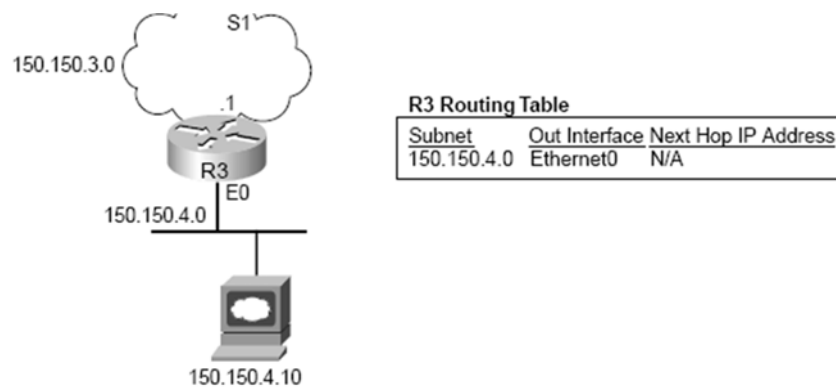 S1
150.150.3.0
.1
R3
E0
150.150.4.0
150.150.4.10
R3 Routing Table
Subnet Out Interface Next Hop IP Address
150.150.4.0 Ethernet0 N/A